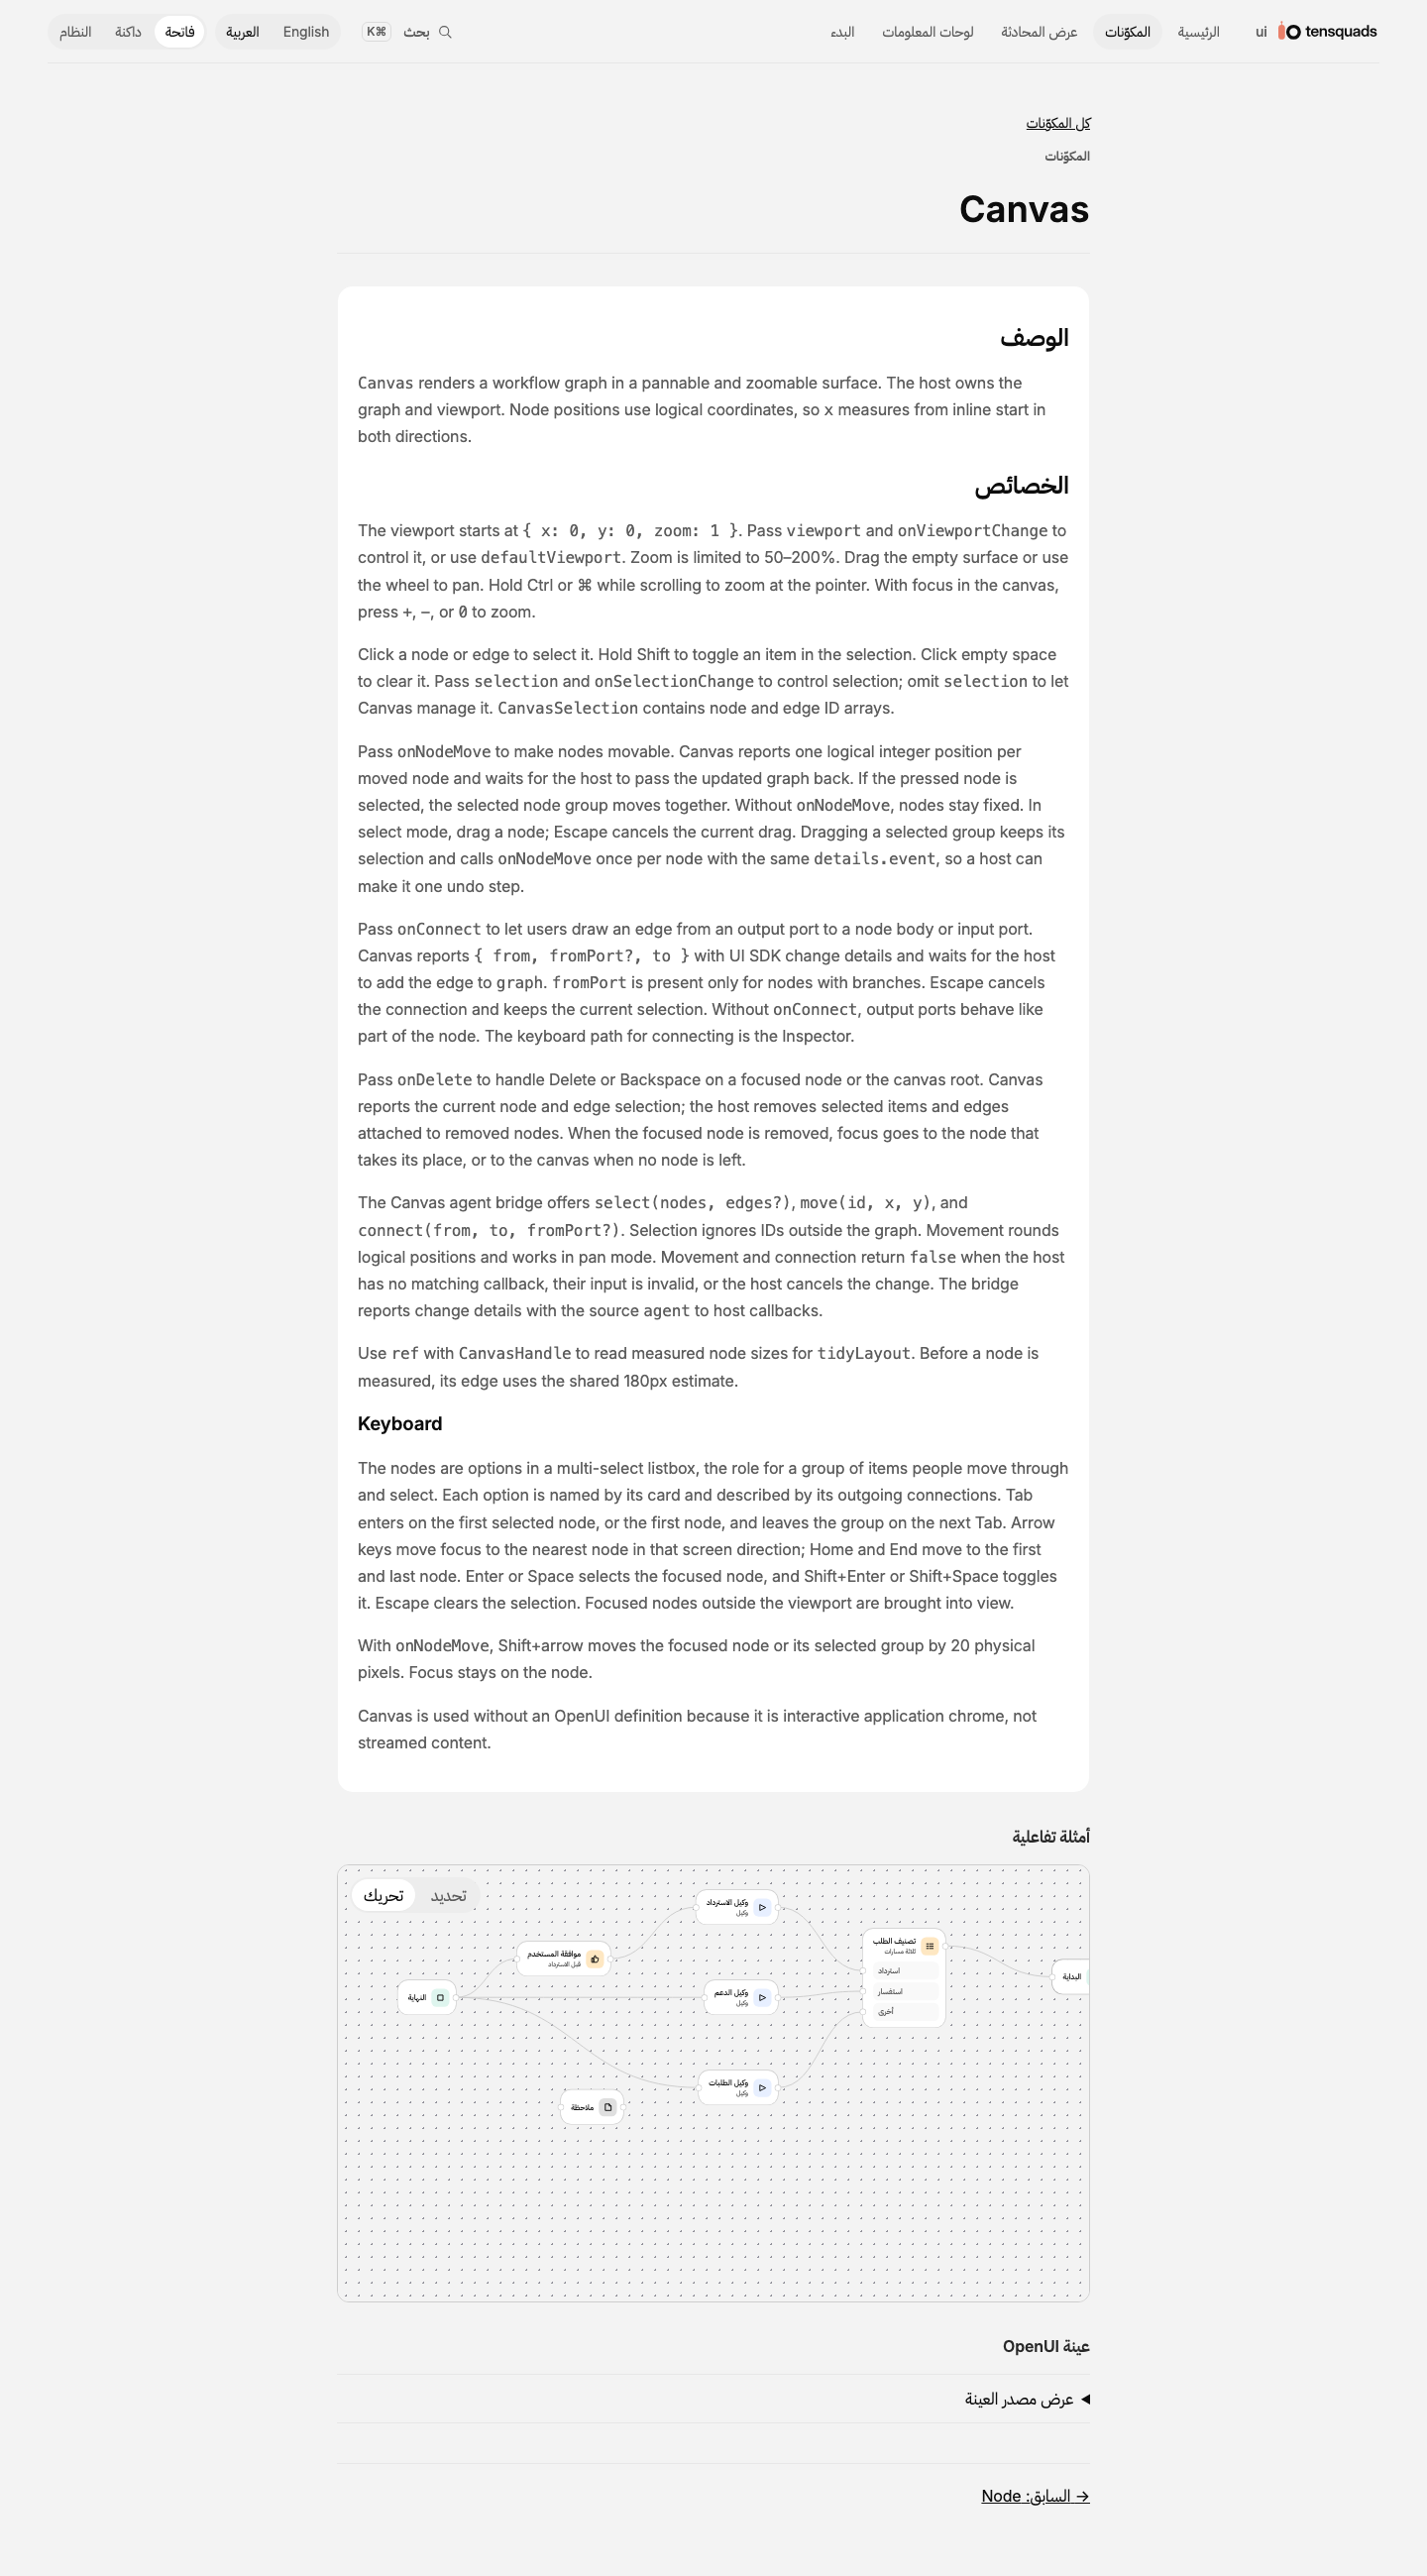 tensquads ui
الرئيسية
المكوّنات
عرض المحادثة
لوحات المعلومات
البدء
بحث
⌘K
English
العربية
فاتحة
داكنة
النظام
كل المكوّنات
المكوّنات
Canvas
الوصف
Canvas renders a workflow graph in a pannable and zoomable surface. The host owns the
graph and viewport. Node positions use logical coordinates, so x measures from inline start in
both directions.
الخصائص
The viewport starts at { x: 0, y: 0, zoom: 1 }. Pass viewport and onViewportChange to
control it, or use defaultViewport. Zoom is limited to 50–200%. Drag the empty surface or use
the wheel to pan. Hold Ctrl or ⌘ while scrolling to zoom at the pointer. With focus in the canvas,
press +, −, or 0 to zoom.
Click a node or edge to select it. Hold Shift to toggle an item in the selection. Click empty space
to clear it. Pass selection and onSelectionChange to control selection; omit selection to let
Canvas manage it. CanvasSelection contains node and edge ID arrays.
Pass onNodeMove to make nodes movable. Canvas reports one logical integer position per
moved node and waits for the host to pass the updated graph back. If the pressed node is
selected, the selected node group moves together. Without onNodeMove, nodes stay fixed. In
select mode, drag a node; Escape cancels the current drag. Dragging a selected group keeps its
selection and calls onNodeMove once per node with the same details.event, so a host can
make it one undo step.
Pass onConnect to let users draw an edge from an output port to a node body or input port.
Canvas reports { from, fromPort?, to } with UI SDK change details and waits for the host
to add the edge to graph. fromPort is present only for nodes with branches. Escape cancels
the connection and keeps the current selection. Without onConnect, output ports behave like
part of the node. The keyboard path for connecting is the Inspector.
Pass onDelete to handle Delete or Backspace on a focused node or the canvas root. Canvas
reports the current node and edge selection; the host removes selected items and edges
attached to removed nodes. When the focused node is removed, focus goes to the node that
takes its place, or to the canvas when no node is left.
The Canvas agent bridge offers select(nodes, edges?), move(id, x, y), and
connect(from, to, fromPort?). Selection ignores IDs outside the graph. Movement rounds
logical positions and works in pan mode. Movement and connection return false when the host
has no matching callback, their input is invalid, or the host cancels the change. The bridge
reports change details with the source agent to host callbacks.
Use ref with CanvasHandle to read measured node sizes for tidyLayout. Before a node is
measured, its edge uses the shared 180px estimate.
Keyboard
The nodes are options in a multi-select listbox, the role for a group of items people move through
and select. Each option is named by its card and described by its outgoing connections. Tab
enters on the first selected node, or the first node, and leaves the group on the next Tab. Arrow
keys move focus to the nearest node in that screen direction; Home and End move to the first
and last node. Enter or Space selects the focused node, and Shift+Enter or Shift+Space toggles
it. Escape clears the selection. Focused nodes outside the viewport are brought into view.
With onNodeMove, Shift+arrow moves the focused node or its selected group by 20 physical
pixels. Focus stays on the node.
Canvas is used without an OpenUI definition because it is interactive application chrome, not
streamed content.
أمثلة تفاعلية
تحديد
تحريك
البداية
تصنيف الطلب
ثلاثة مسارات
استرداد
استفسار
أخرى
وكيل الاسترداد
وكيل
وكيل الدعم
وكيل
وكيل الطلبات
وكيل
موافقة المستخدم
قبل الاسترداد
النهاية
ملاحظة
عينة OpenUI
عرض مصدر العينة
→ السابق: Node